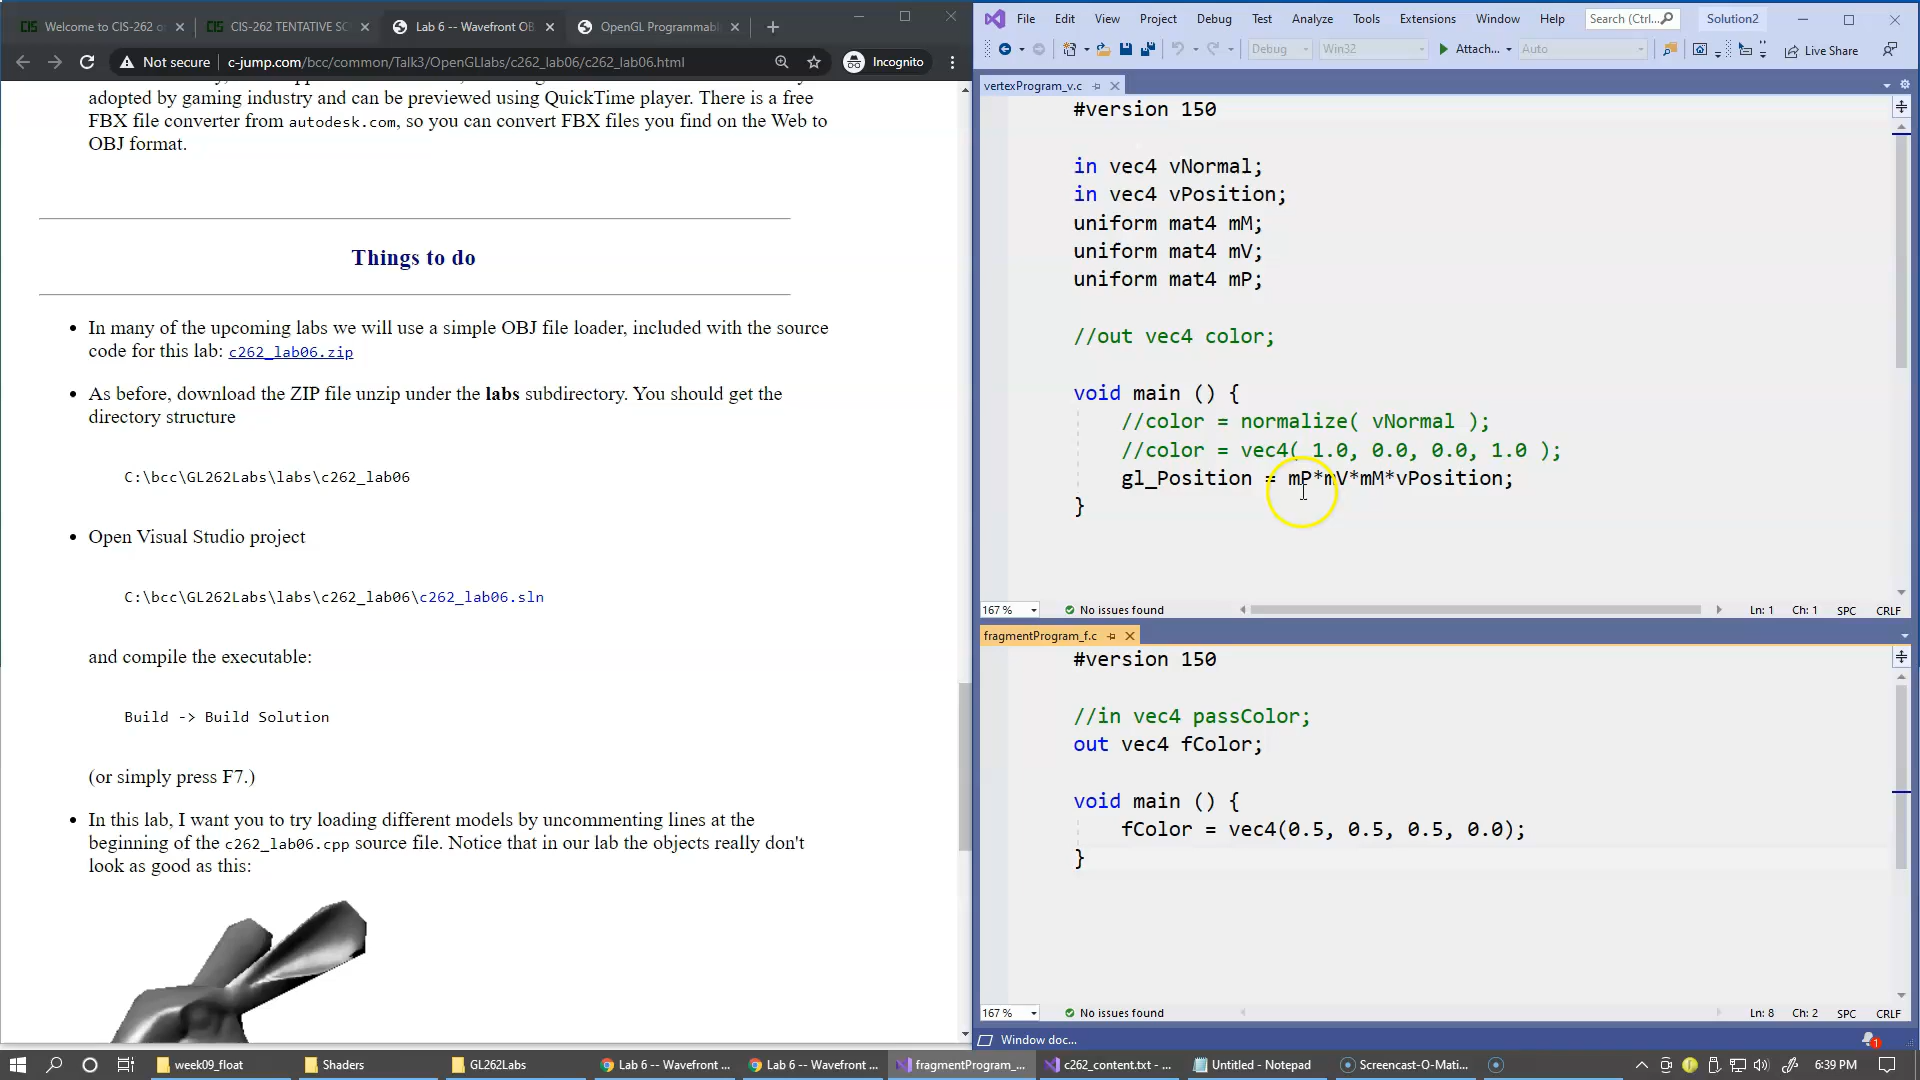 Welcome to CIS-262 o
CIS-262 TENTATIVE SC
Lab 6 -- Wavefront OB
OpenGL Programmab
Not secure
c-jump.com/bcc/common/Talk3/OpenGLlabs/c262_lab06/c262_lab06.html
Incognito
adopted by gaming industry and can be previewed using QuickTime player. There is a free
FBX file converter from autodesk.com, so you can convert FBX files you find on the Web to
OBJ format.
Things to do
In many of the upcoming labs we will use a simple OBJ file loader, included with the source
code for this lab: c262_lab06.zip
As before, download the ZIP file unzip under the labs subdirectory. You should get the
directory structure
C:\bcc\GL262Labs\labs\c262_lab06
Open Visual Studio project
C:\bcc\GL262Labs\labs\c262_lab06\c262_lab06.sln
and compile the executable:
Build -> Build Solution
(or simply press F7.)
In this lab, I want you to try loading different models by uncommenting lines at the
beginning of the c262_lab06.cpp source file. Notice that in our lab the objects really don't
look as good as this:
File Edit View Project Debug Test Analyze Tools Extensions Window Help Search (Ctrl... Solution2
Debug Win32 Attach... Auto Live Share
vertexProgram_v.c
#version 150
in vec4 vNormal;
in vec4 vPosition;
uniform mat4 mM;
uniform mat4 mV;
uniform mat4 mP;
//out vec4 color;
void main () {
//color = normalize( vNormal );
//color = vec4( 1.0, 0.0, 0.0, 1.0 );
gl_Position = mP*mV*mM*vPosition;
}
167 % No issues found Ln: 1 Ch: 1 SPC CRLF
fragmentProgram_f.c
#version 150
//in vec4 passColor;
out vec4 fColor;
void main () {
fColor = vec4(0.5, 0.5, 0.5, 0.0);
}
167 % No issues found Ln: 8 Ch: 2 SPC CRLF
Window doc...
1
week09_float
Shaders
GL262Labs
Lab 6 -- Wavefront ...
Lab 6 -- Wavefront ...
fragmentProgram_...
c262_content.txt - ...
Untitled - Notepad
Screencast-O-Mati...
6:39 PM